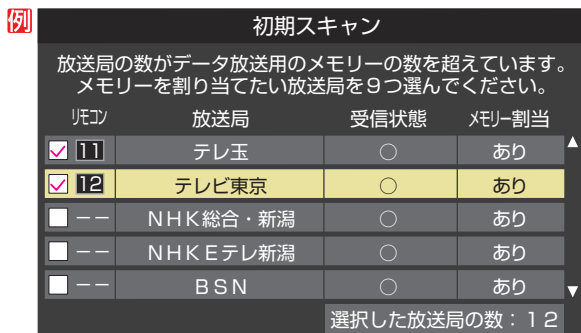 例
初期スキャン
放送局の数がデータ放送用のメモリーの数を超えています。
メモリーを割り当てたい放送局を９つ選んでください。
ﾘﾓｺﾝ 放送局 受信状態 ﾒﾓﾘｰ割当
11 テレ玉 ○ あり
12 テレビ東京 ○ あり
－－ ＮＨＫ総合・新潟 ○ あり
－－ ＮＨＫＥテレ新潟 ○ あり
－－ ＢＳＮ ○ あり
選択した放送局の数：１２